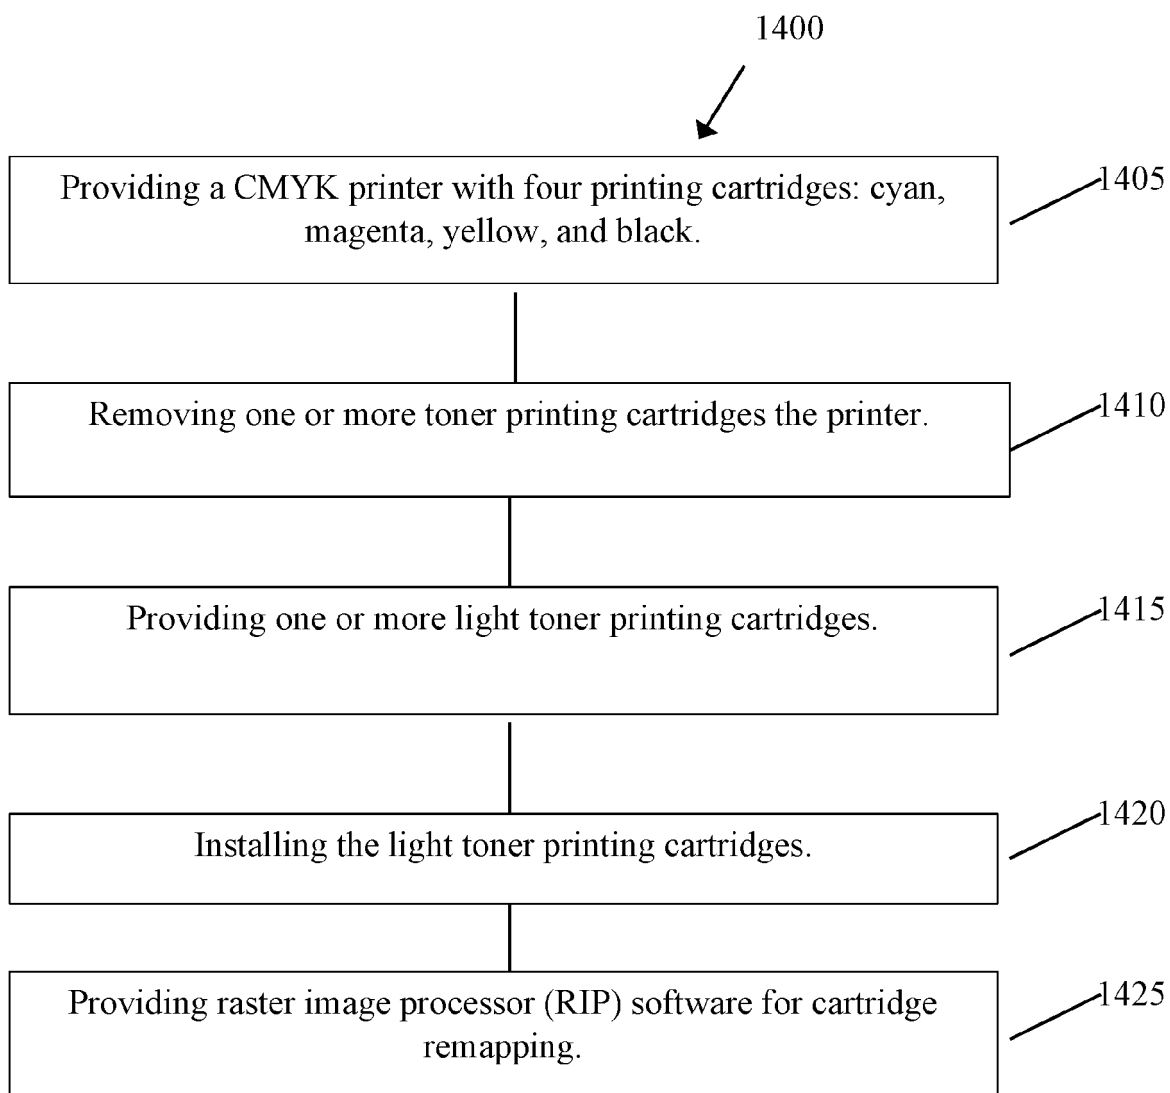 1400
Providing a CMYK printer with four printing cartridges: cyan,
magenta, yellow, and black.
1405
Removing one or more toner printing cartridges the printer.
1410
Providing one or more light toner printing cartridges.
1415
Installing the light toner printing cartridges.
1420
Providing raster image processor (RIP) software for cartridge
remapping.
1425